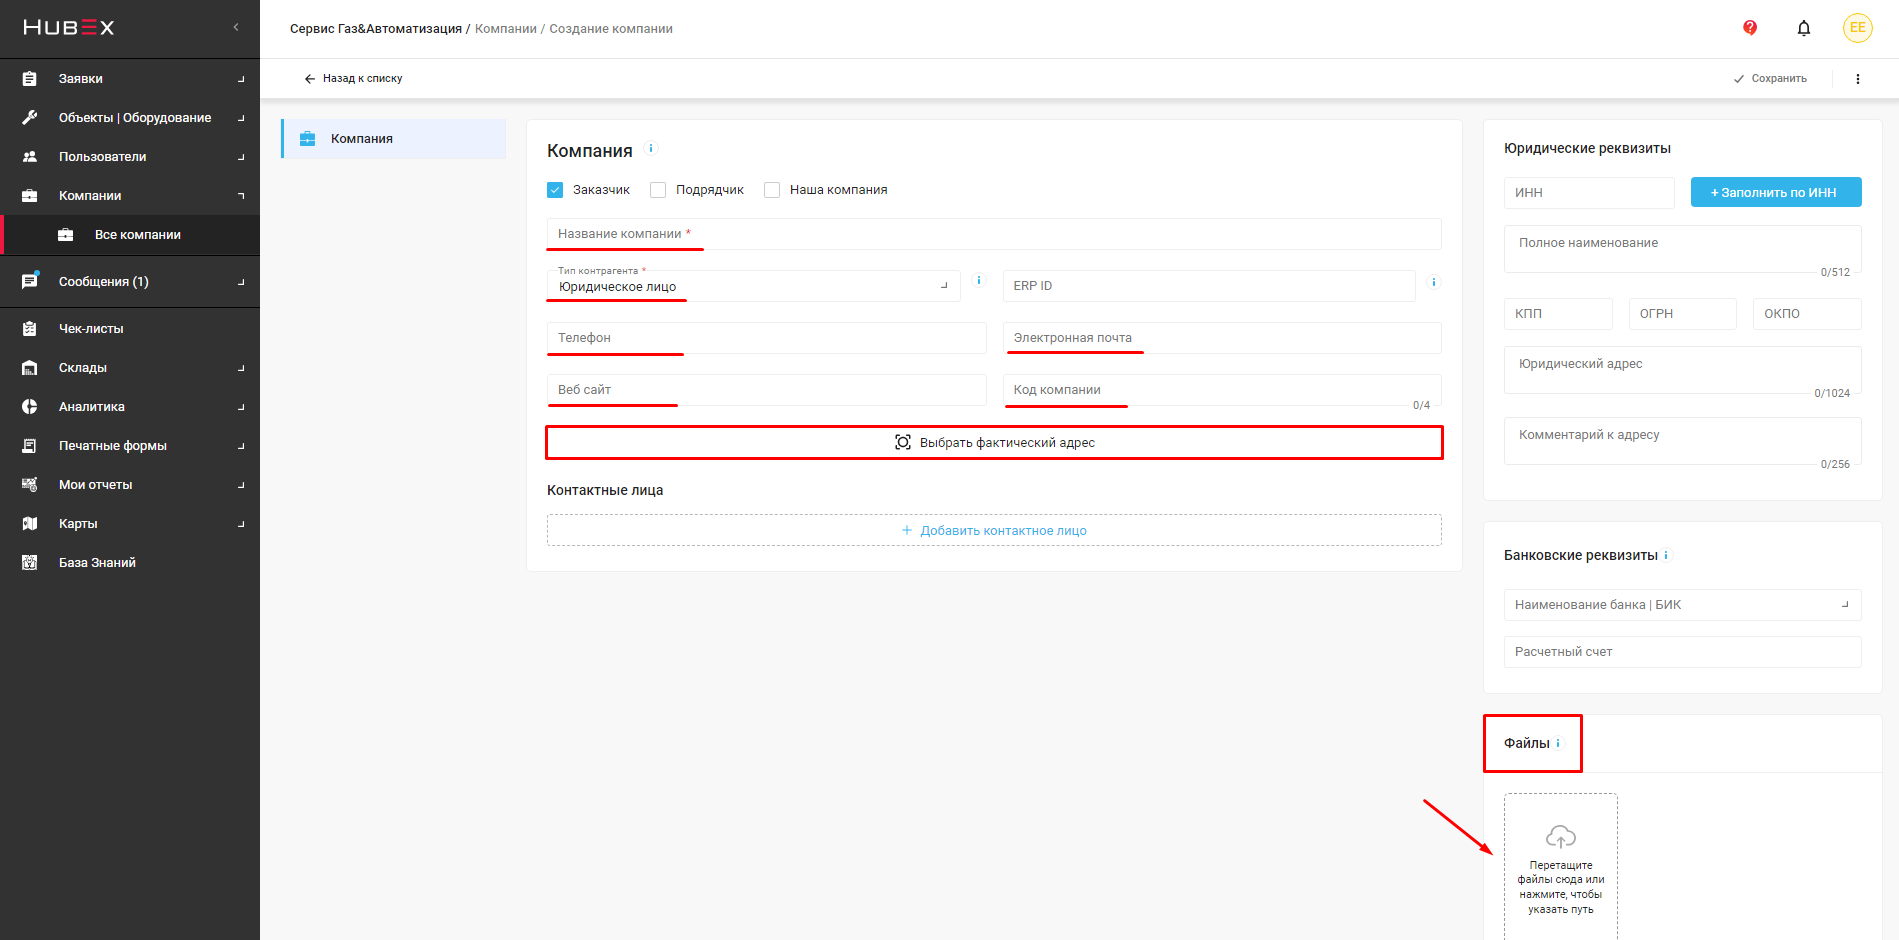 HUBEX
Сервис Газ&Автоматизация / Компании / Создание компании
EE
Назад к списку
Сохранить
Заявки
Объекты | Оборудование
Пользователи
Компании
Все компании
Сообщения (1)
Чек-листы
Склады
Аналитика
Печатные формы
Мои отчеты
Карты
База Знаний
Компания
Компания
Заказчик
Подрядчик
Наша компания
Название компании *
Тип контрагента *
Юридическое лицо
ERP ID
Телефон
Электронная почта
Веб сайт
Код компании
0/4
Выбрать фактический адрес
Контактные лица
+ Добавить контактное лицо
Юридические реквизиты
ИНН
+ Заполнить по ИНН
Полное наименование
0/512
КПП
ОГРН
ОКПО
Юридический адрес
0/1024
Комментарий к адресу
0/256
Банковские реквизиты
Наименование банка | БИК
Расчетный счет
Файлы
Перетащите
файлы сюда или
нажмите, чтобы
указать путь